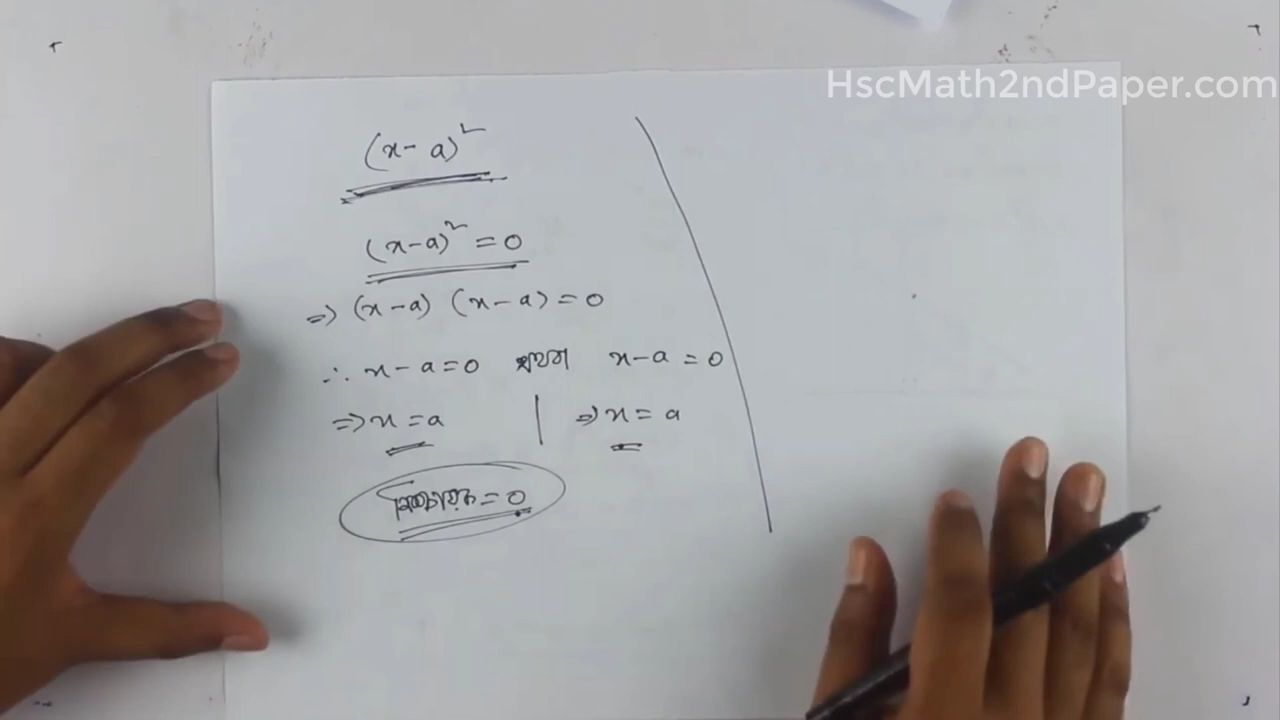 HscMath2ndPaper.com
(x-a)²
(x-a)² = 0
⇒ (x-a) (x-a) = 0
∴ x-a=0 অথবা x-a = 0
⇒ x = a | ⇒ x = a
নিশ্চায়ক = 0